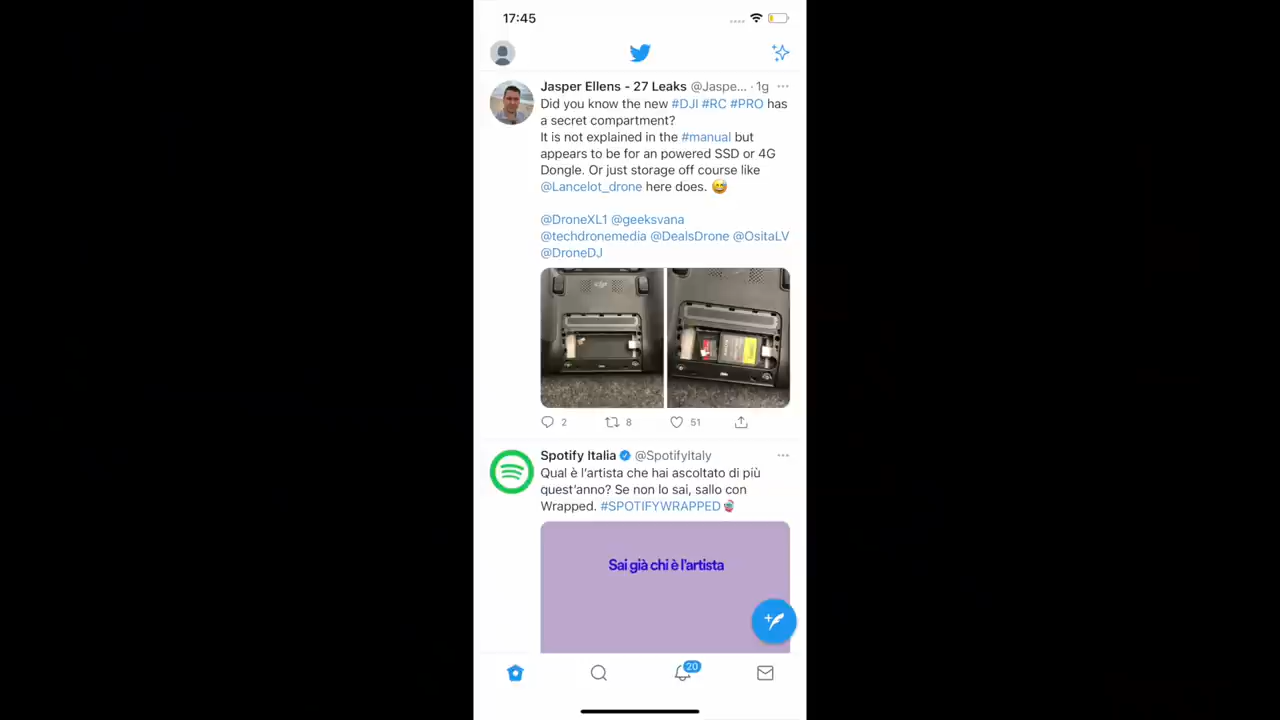 17:45
Jasper Ellens - 27 Leaks @Jaspe... · 1g
Did you know the new #DJI #RC #PRO has
a secret compartment?
It is not explained in the #manual but
appears to be for an powered SSD or 4G
Dongle. Or just storage off course like
@Lancelot_drone here does. 😅
@DroneXL1 @geeksvana
@techdronemedia @DealsDrone @OsitaLV
@DroneDJ
dji
2 8 51
Spotify Italia @SpotifyItaly
Qual è l'artista che hai ascoltato di più
quest'anno? Se non lo sai, sallo con
Wrapped. #SPOTIFYWRAPPED
Sai già chi è l'artista
20